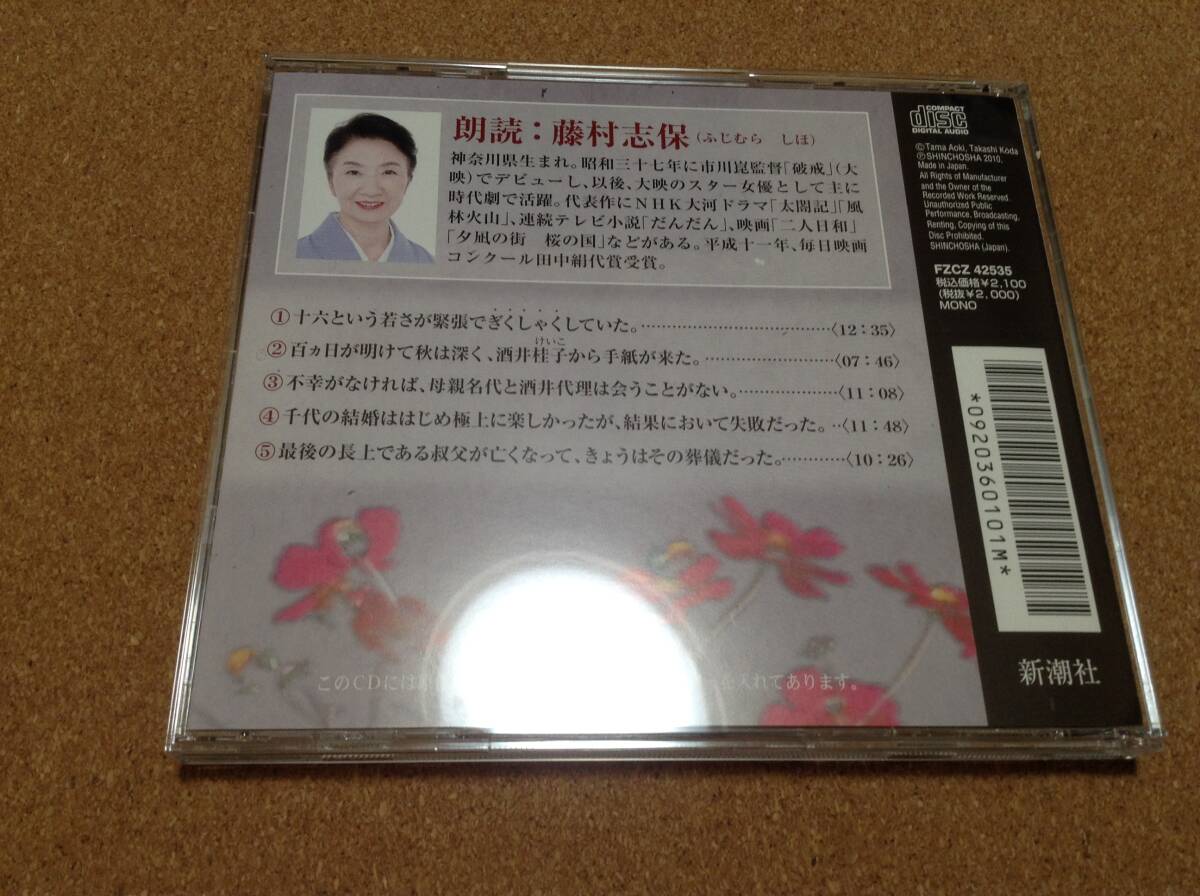 朗読：藤村志保（ふじむら　しほ）
神奈川県生まれ。昭和三十七年に市川崑監督「破戒」（大
映）でデビューし、以後、大映のスター女優として主に
時代劇で活躍。代表作にＮＨＫ大河ドラマ「太閤記」「風
林火山」、連続テレビ小説「だんだん」、映画「二人日和」
「夕凪の街　桜の国」などがある。平成十一年、毎日映画
コンクール田中絹代賞受賞。
①十六という若さが緊張でぎくしゃくしていた。……〈12：35〉
けいこ
②百ヵ日が明けて秋は深く、酒井桂子から手紙が来た。……〈07：46〉
③不幸がなければ、母親名代と酒井代理は会うことがない。……〈11：08〉
④千代の結婚ははじめ極上に楽しかったが、結果において失敗だった。‥〈11：48〉
⑤最後の長上である叔父が亡くなって、きょうはその葬儀だった。……〈10：26〉
このCDには
を入れてあります。
COMPACT
disc
DIGITAL AUDIO
©Tama Aoki, Takashi Koda
℗SHINCHOSHA 2010,
Made in Japan.
All Rights of Manufacturer
and the Owner of the
Recorded Work Reserved.
Unauthorized Public
Performance, Broadcasting,
Renting, Copying of this
Disc Prohibited.
SHINCHOSHA (Japan).
FZCZ 42535
税込価格￥2,100
(税抜￥2,000)
MONO
*0920360101M*
新潮社